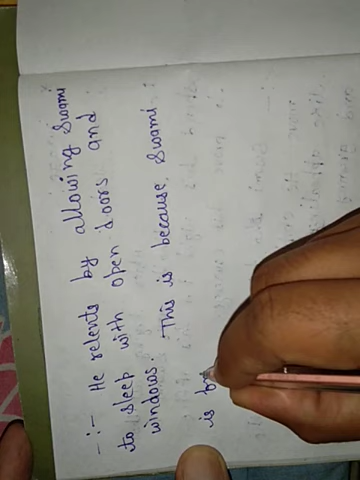 -:- He relents by allowing Swami
to sleep with open doors and
windows. This is because Swami
is